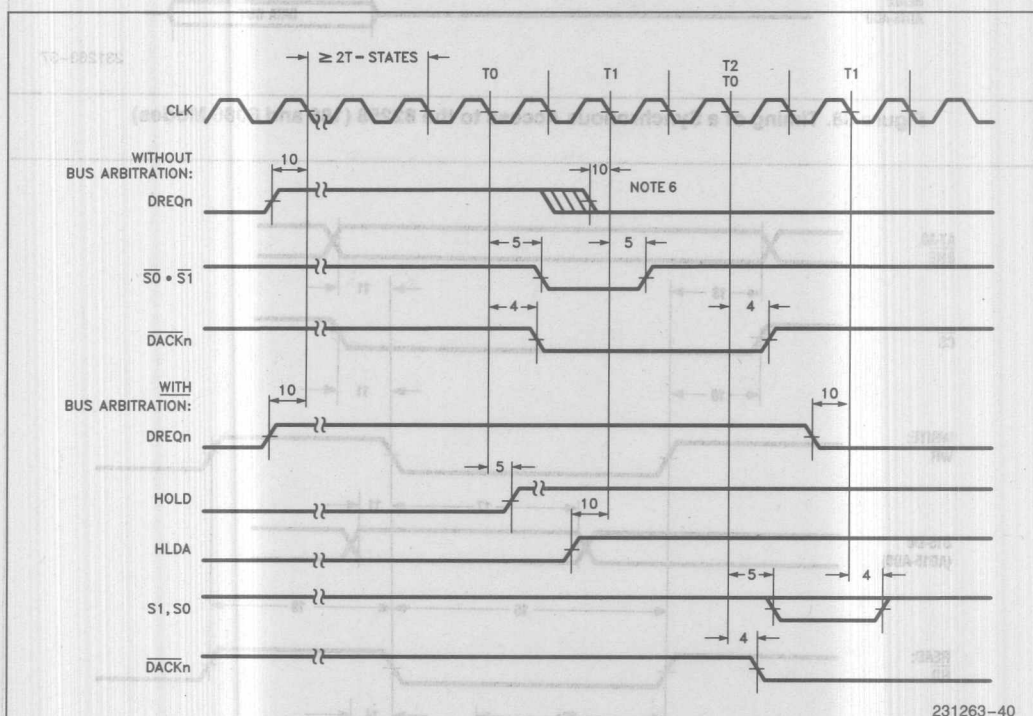 ≥ 2T – STATES
T0
T1
T2
T0
T1
CLK
WITHOUT
BUS ARBITRATION:
10
10
NOTE 6
DREQn
5
5
S0 • S1
4
4
DACKn
WITH
BUS ARBITRATION:
10
10
DREQn
5
HOLD
10
HLDA
5
4
S1, S0
4
DACKn
231263–40